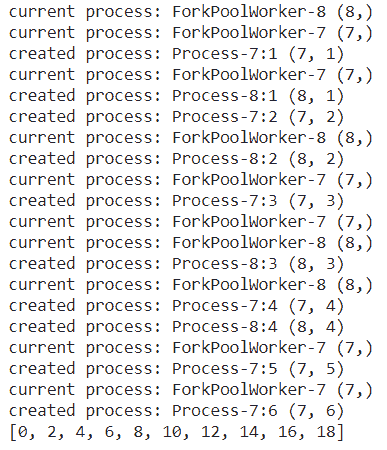 current process: ForkPoolWorker-8 (8,)
current process: ForkPoolWorker-7 (7,)
created process: Process-7:1 (7, 1)
current process: ForkPoolWorker-7 (7,)
created process: Process-8:1 (8, 1)
created process: Process-7:2 (7, 2)
current process: ForkPoolWorker-8 (8,)
created process: Process-8:2 (8, 2)
current process: ForkPoolWorker-7 (7,)
created process: Process-7:3 (7, 3)
current process: ForkPoolWorker-7 (7,)
current process: ForkPoolWorker-8 (8,)
created process: Process-8:3 (8, 3)
current process: ForkPoolWorker-8 (8,)
created process: Process-7:4 (7, 4)
created process: Process-8:4 (8, 4)
current process: ForkPoolWorker-7 (7,)
created process: Process-7:5 (7, 5)
current process: ForkPoolWorker-7 (7,)
created process: Process-7:6 (7, 6)
[0, 2, 4, 6, 8, 10, 12, 14, 16, 18]